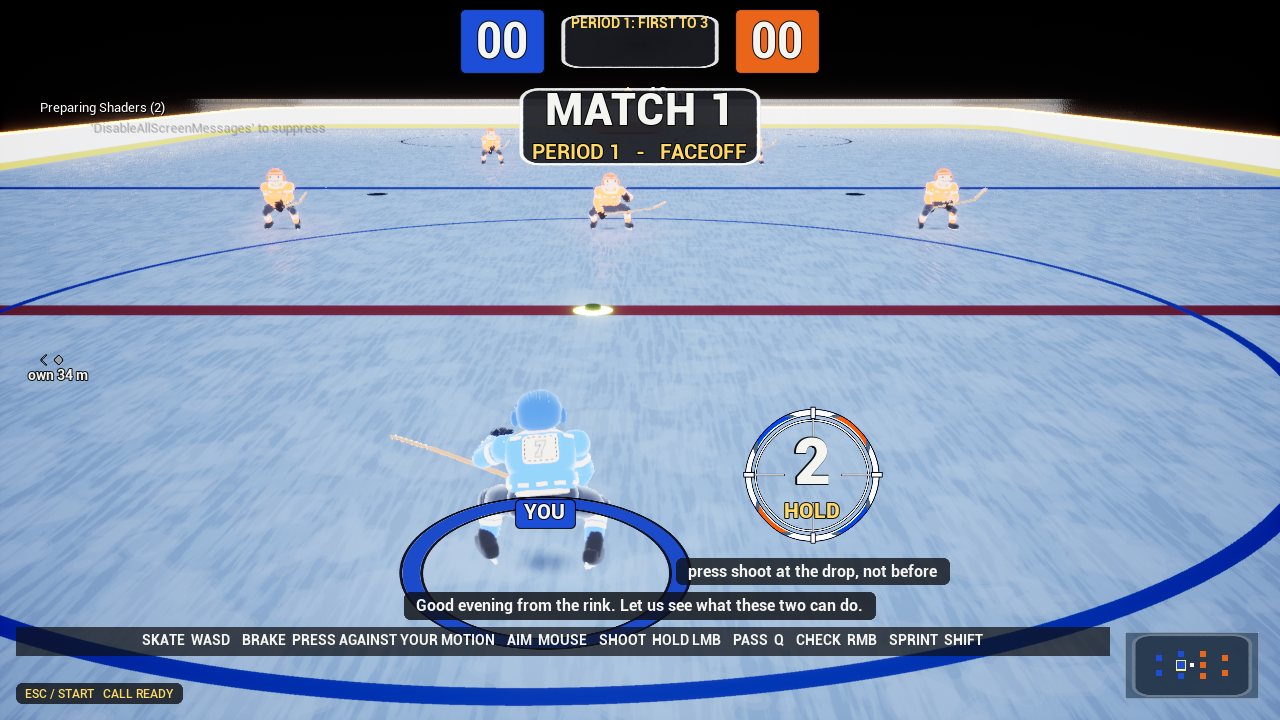 00
PERIOD 1: FIRST TO 3
00
Preparing Shaders (2)
'DisableAllScreenMessages' to suppress
MATCH 1
PERIOD 1 - FACEOFF
own 34 m
7
2
HOLD
YOU
press shoot at the drop, not before
Good evening from the rink. Let us see what these two can do.
SKATE WASD BRAKE PRESS AGAINST YOUR MOTION AIM MOUSE SHOOT HOLD LMB PASS Q CHECK RMB SPRINT SHIFT
ESC / START CALL READY